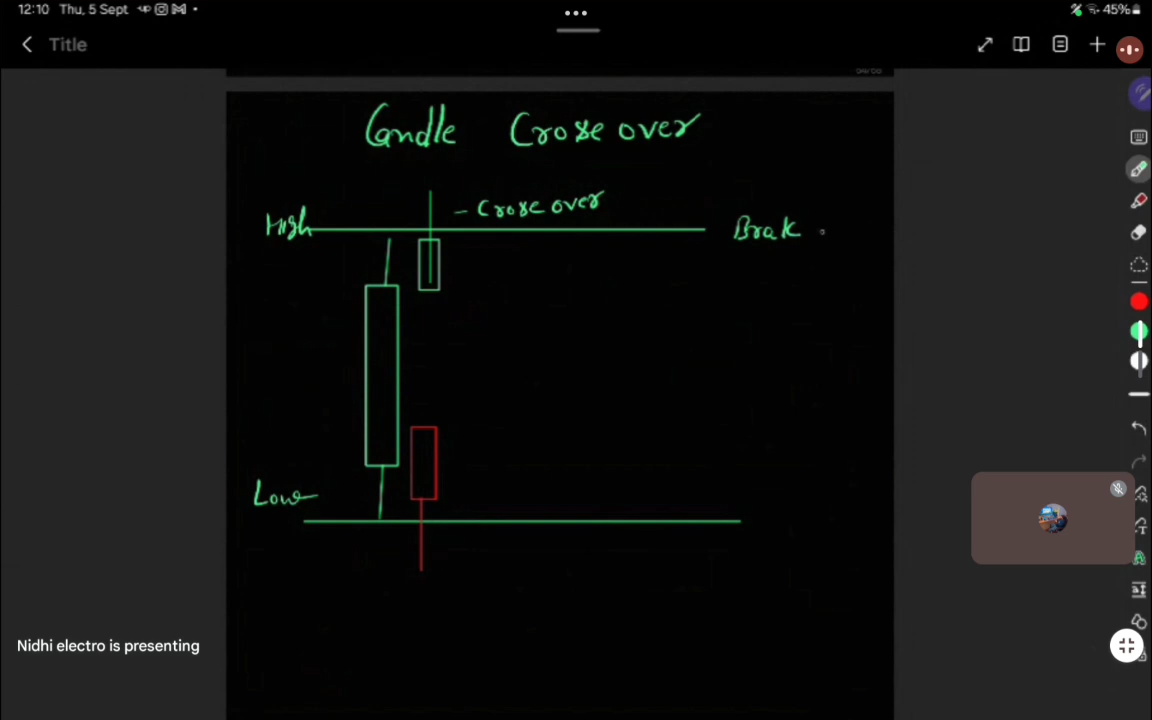 12:10 Thu, 5 Sept
45%
Title
Candle Crose over
- Crose over
High
Brak
Low
Nidhi electro is presenting